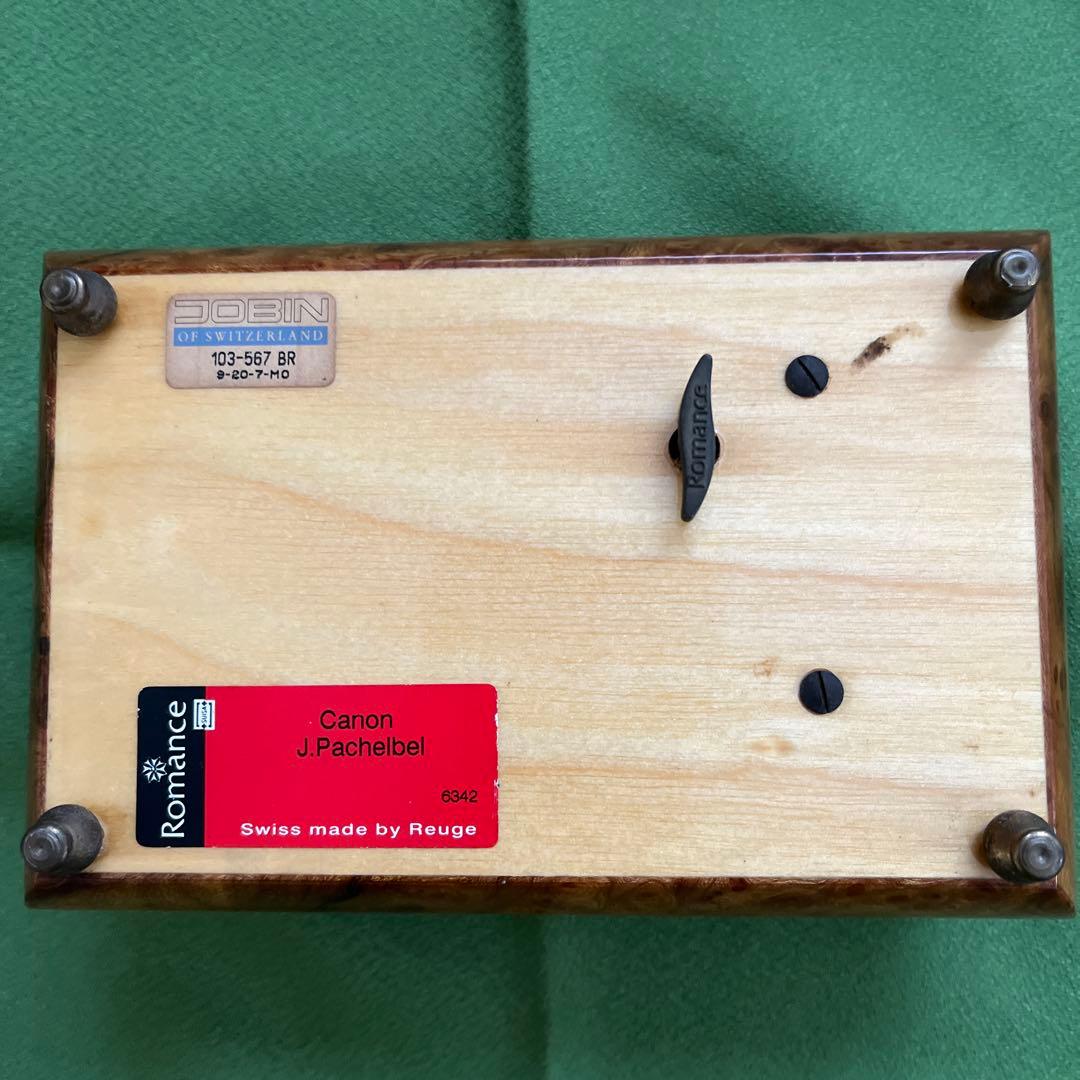 JOBIN
OF SWITZERLAND
103-567 BR
9-20-7-MO
Romance
Romance
SUISA
Canon
J.Pachelbel
6342
Swiss made by Reuge